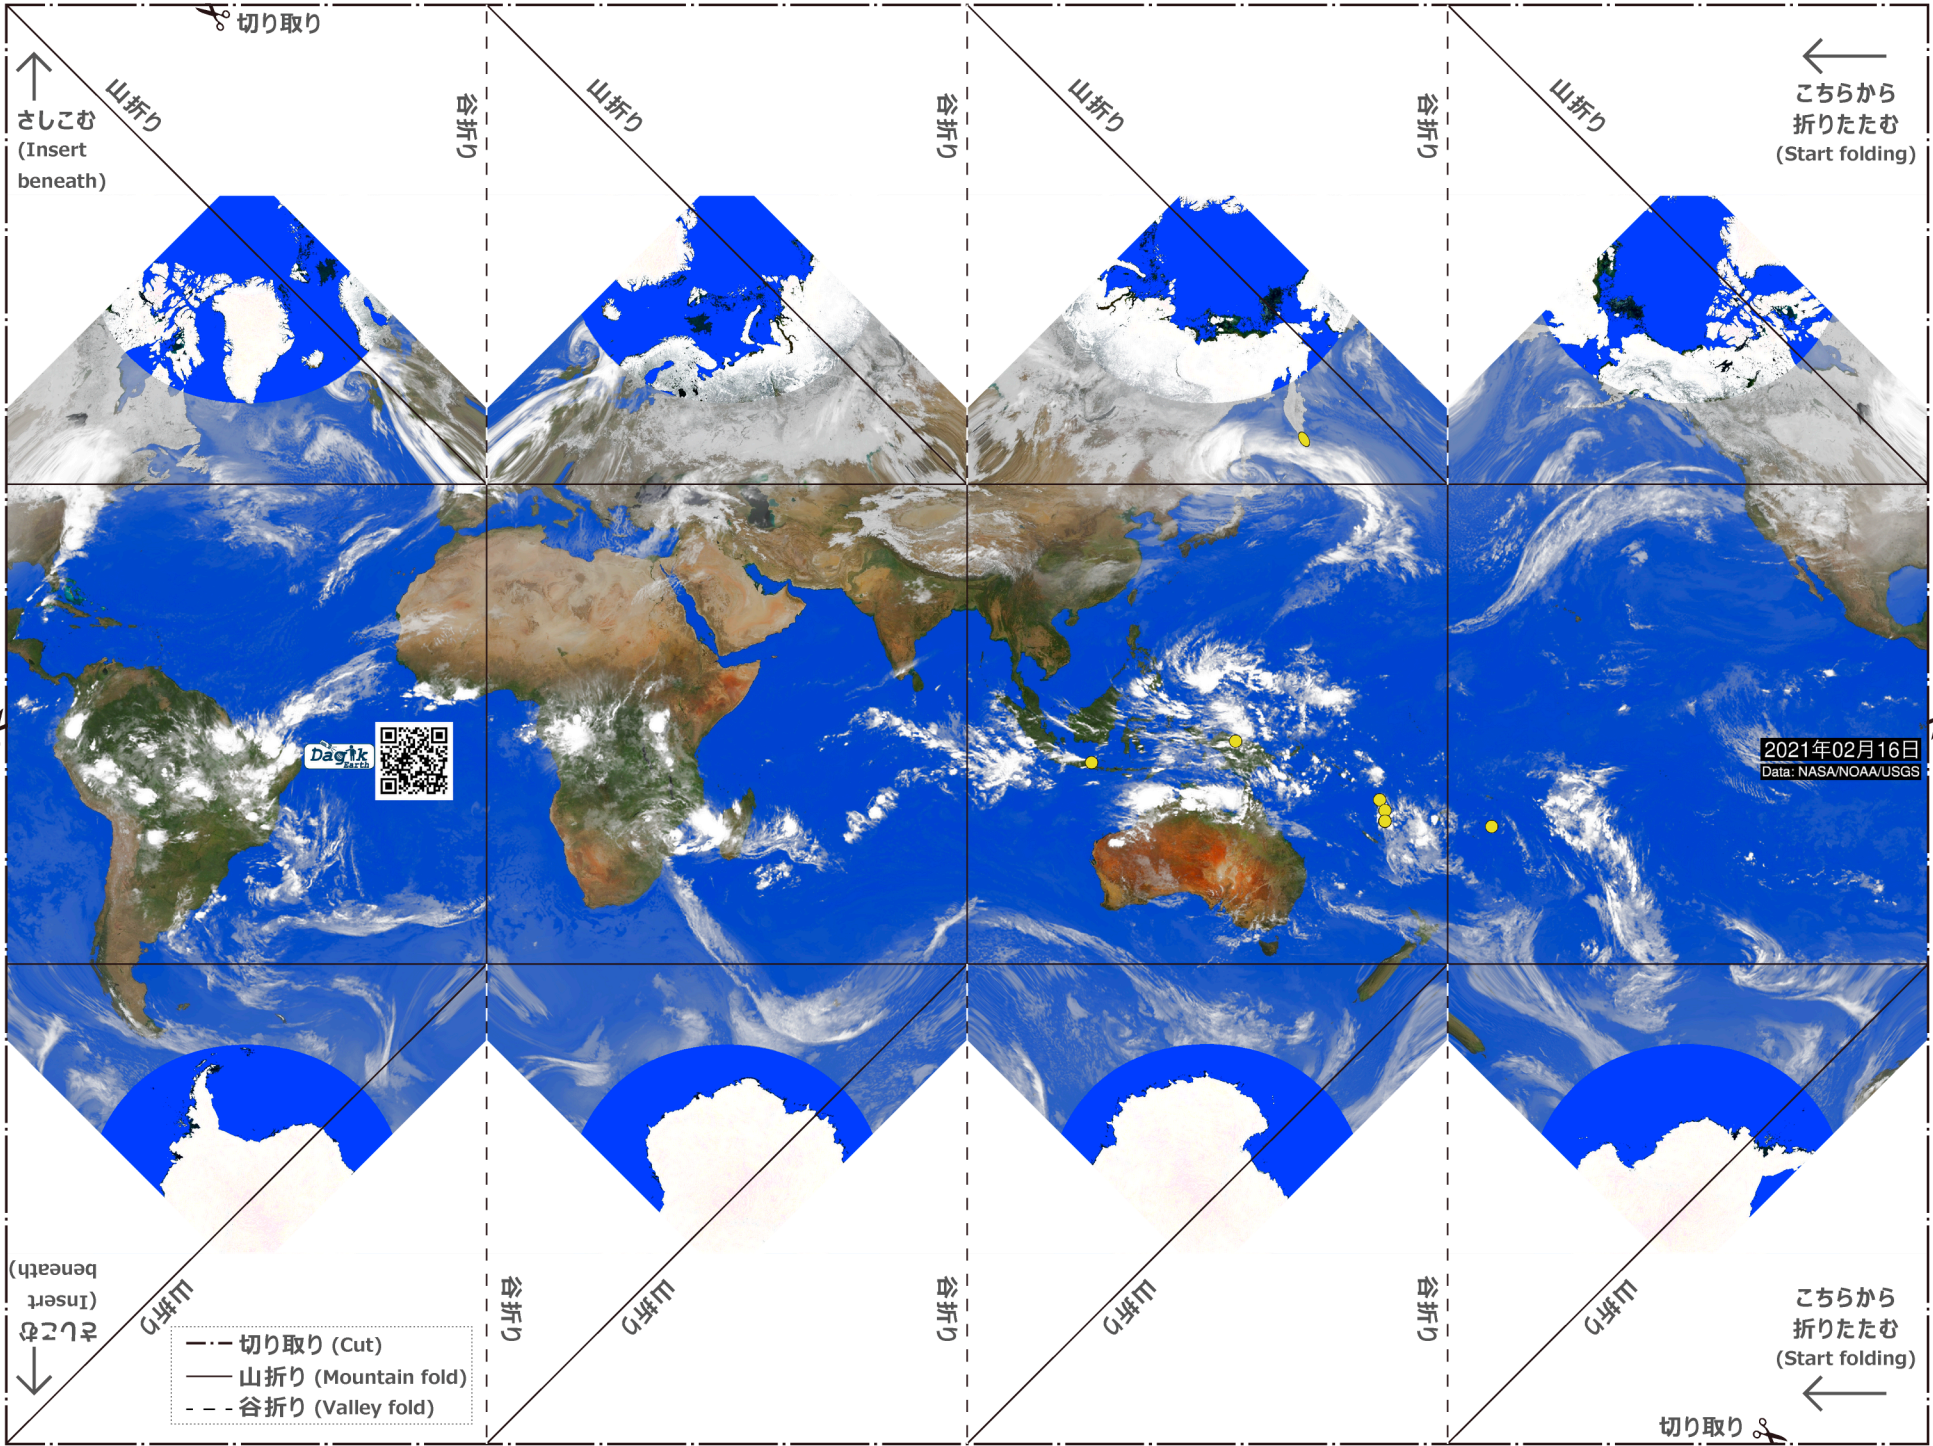 切り取り
山折り
谷折り
山折り
谷折り
山折り
谷折り
山折り
こちらから
折りたたむ
(Start folding)
さしこむ
(Insert
beneath)
Dagik
Earth
2021年02月16日
Data: NASA/NOAA/USGS
さしこむ
(Insert
beneath)
山折り
谷折り
山折り
谷折り
山折り
谷折り
山折り
こちらから
折りたたむ
(Start folding)
切り取り (Cut)
山折り (Mountain fold)
谷折り (Valley fold)
切り取り